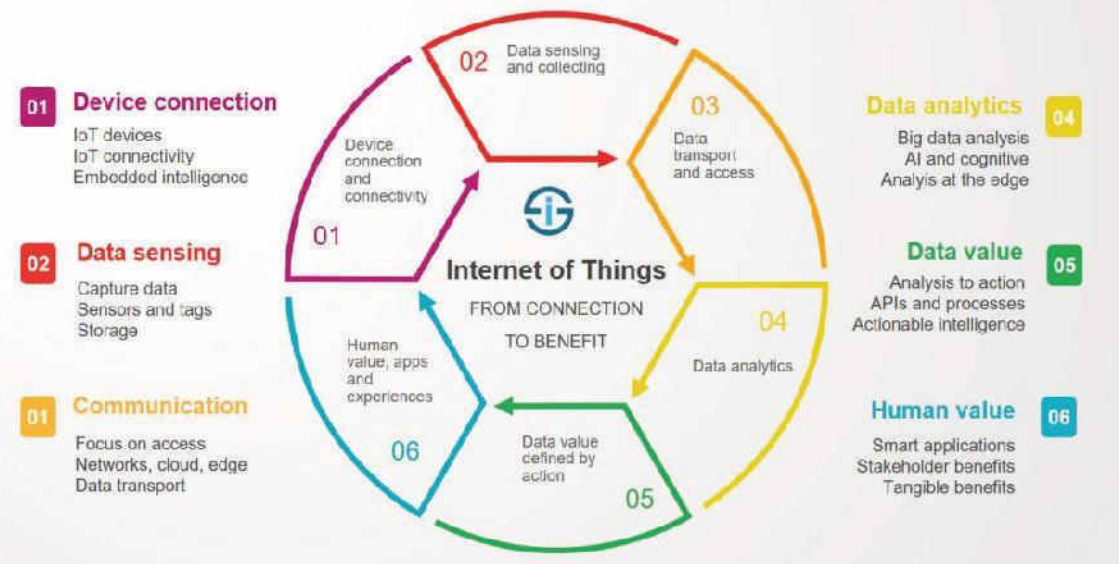 01 Device connection
IoT devices
IoT connectivity
Embedded intelligence
02 Data sensing
Capture data
Sensors and tags
Storage
01 Communication
Focus on access
Networks, cloud, edge
Data transport
02 Data sensing
and collecting
03
Data
transport
and access
Device
connection
and
connectivity
01
Internet of Things
FROM CONNECTION
TO BENEFIT
04
Data analytics
Human
value, apps
and
experiences
06
Data value
defined by
action
05
Data analytics 04
Big data analysis
AI and cognitive
Analyis at the edge
Data value 05
Analysis to action
APIs and processes
Actionable intelligence
Human value 06
Smart applications
Stakeholder benefits
Tangible benefits